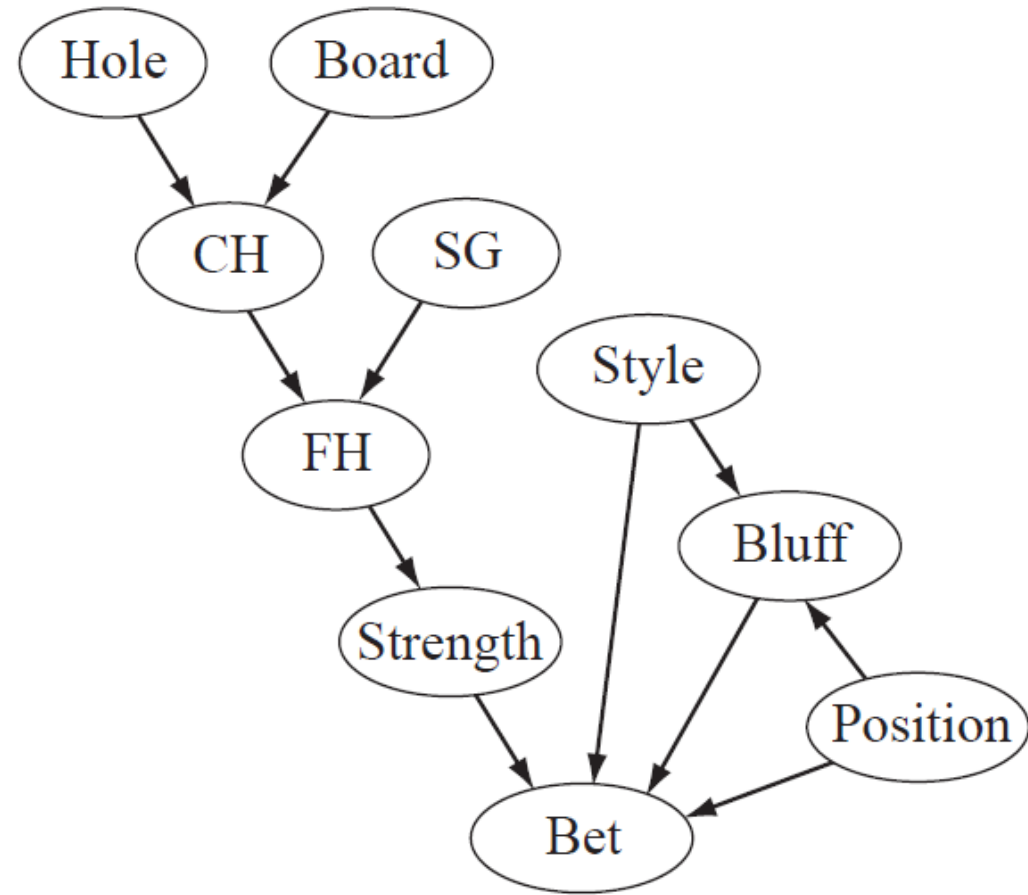 Hole
Board
CH
SG
Style
FH
Bluff
Strength
Position
Bet